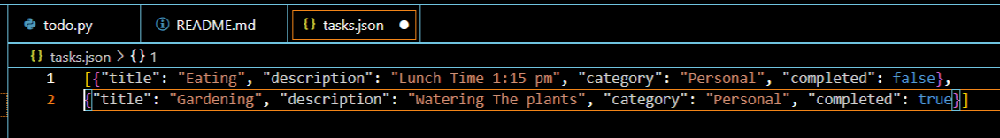 todo.py README.md {} tasks.json
{} tasks.json > {} 1
1 [{"title": "Eating", "description": "Lunch Time 1:15 pm", "category": "Personal", "completed": false},
2 {"title": "Gardening", "description": "Watering The plants", "category": "Personal", "completed": true}]